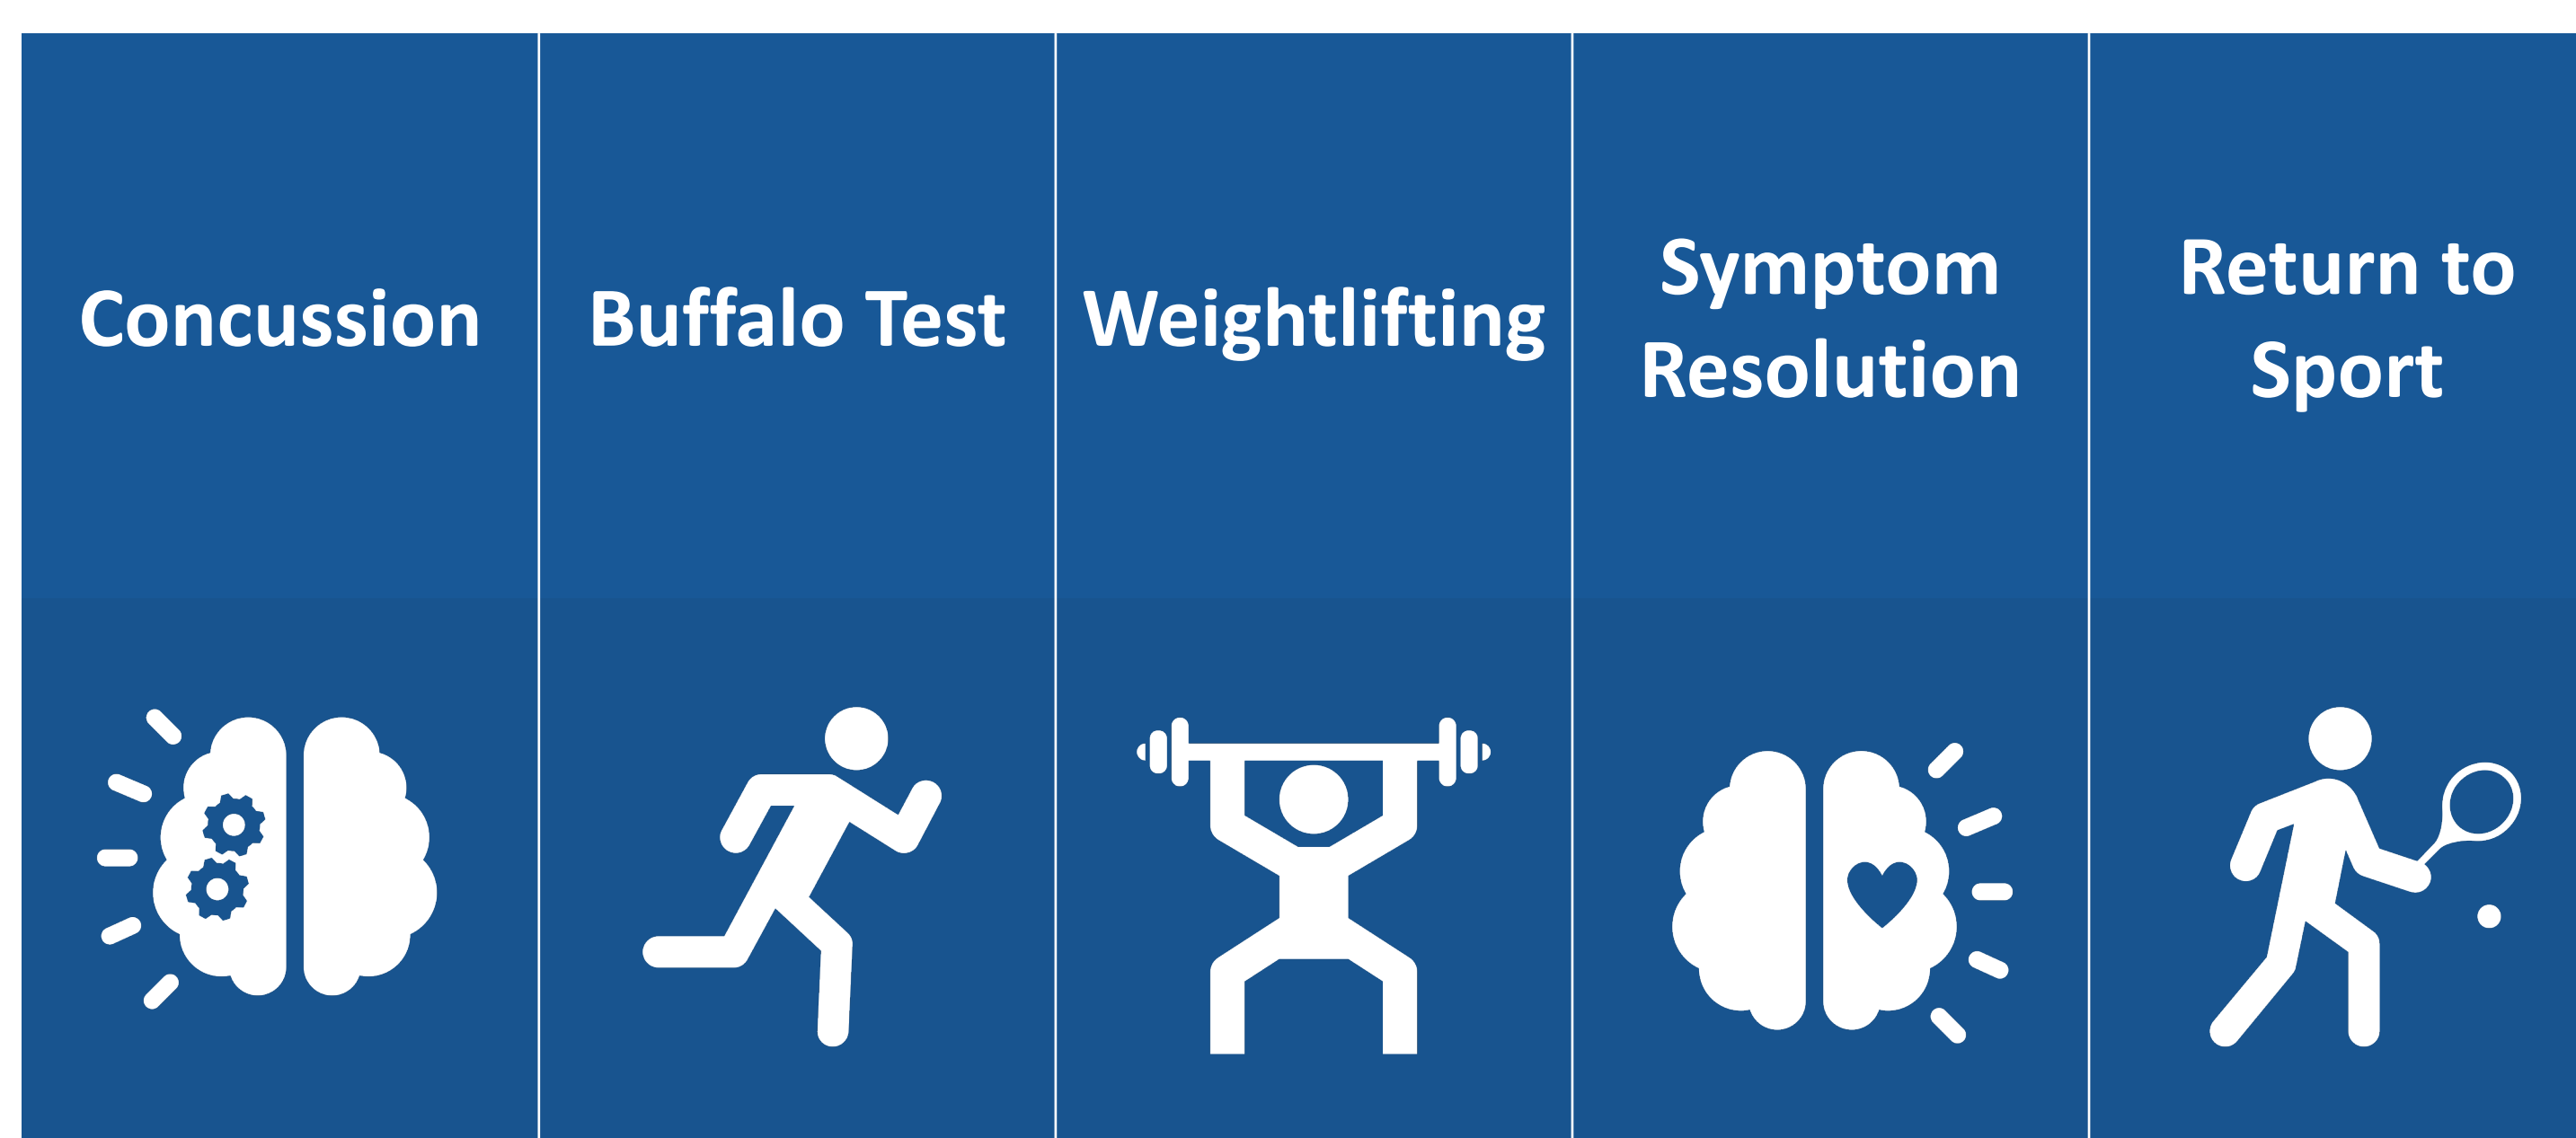 Concussion
Buffalo Test
Weightlifting
Symptom
Resolution
Return to
Sport